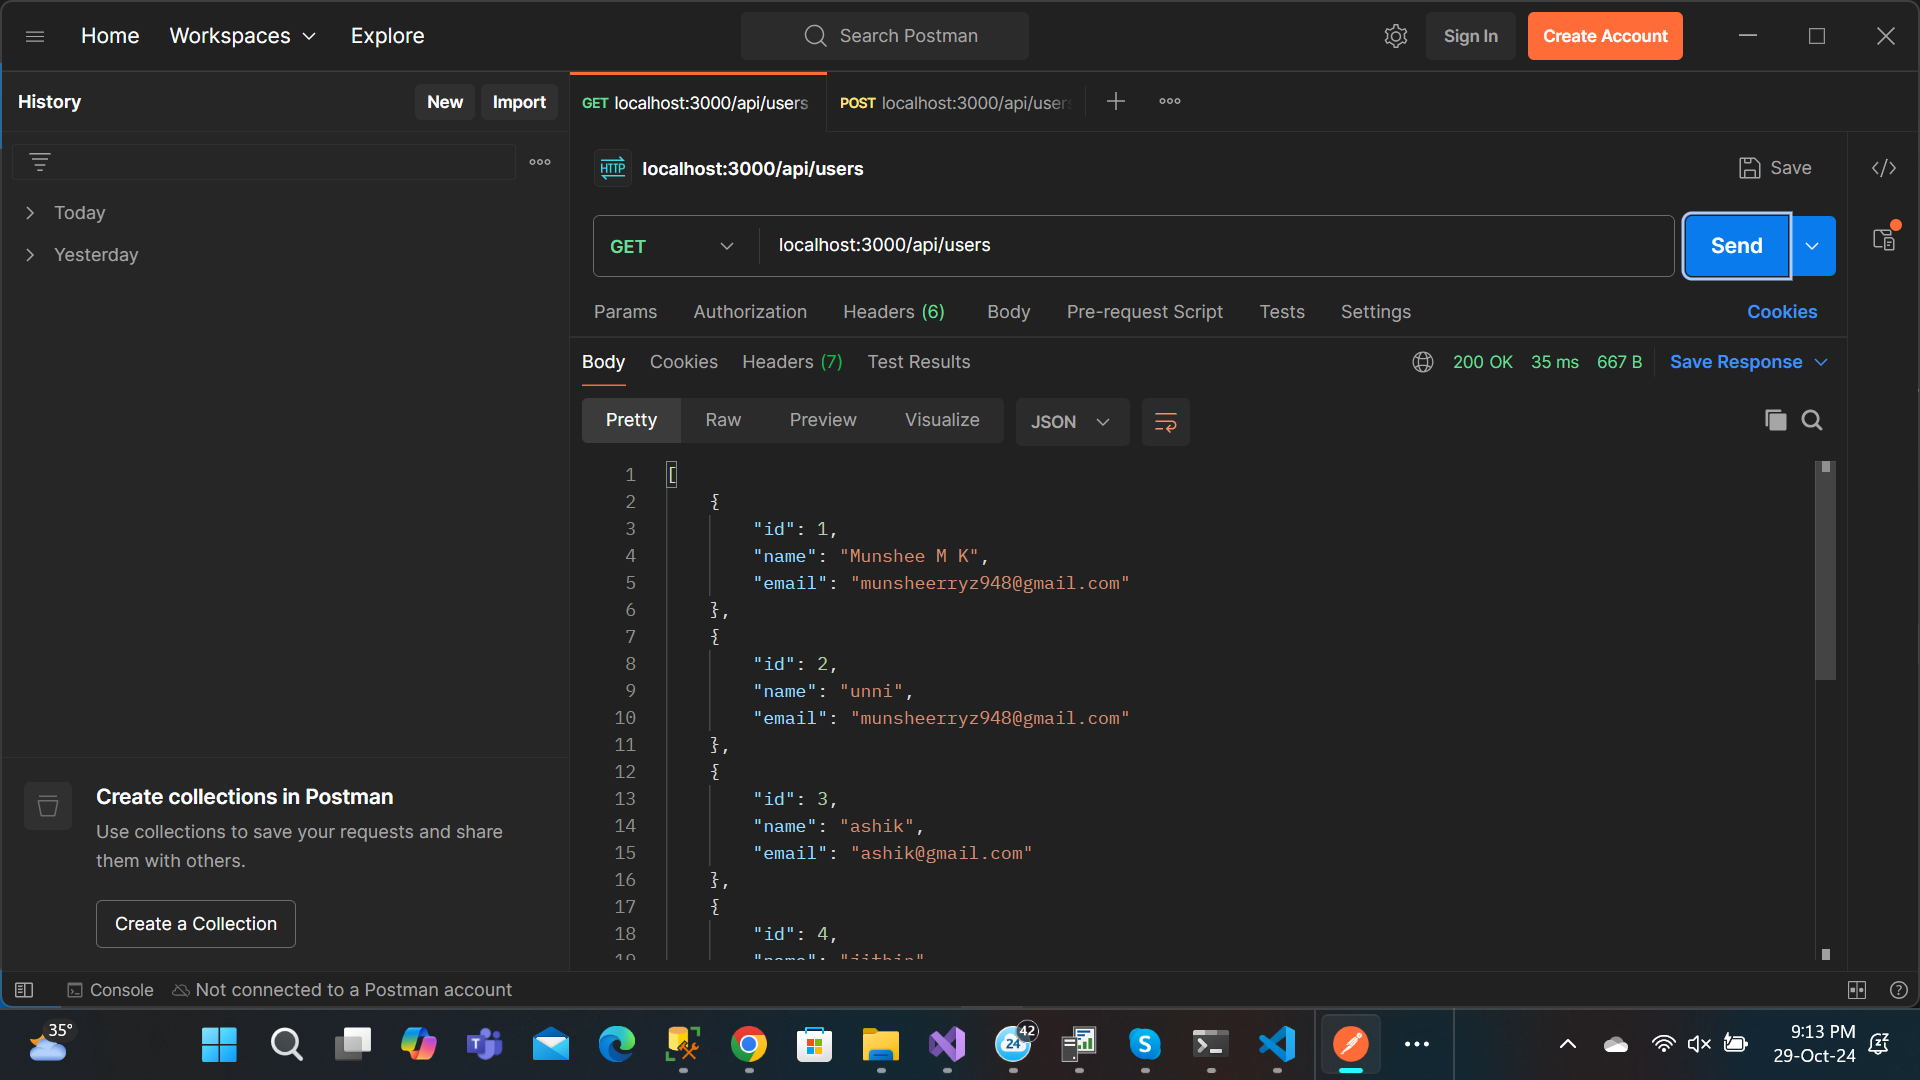 Home Workspaces Explore Search Postman Sign In Create Account
History New Import
GET localhost:3000/api/users POST localhost:3000/api/users
HTTP localhost:3000/api/users Save
Today
Yesterday
GET localhost:3000/api/users Send
Params Authorization Headers (6) Body Pre-request Script Tests Settings Cookies
Body Cookies Headers (7) Test Results 200 OK 35 ms 667 B Save Response
Pretty Raw Preview Visualize JSON
1 [
2 {
3 "id": 1,
4 "name": "Munshee M K",
5 "email": "munsheerryz948@gmail.com"
6 },
7 {
8 "id": 2,
9 "name": "unni",
10 "email": "munsheerryz948@gmail.com"
11 },
12 {
13 "id": 3,
14 "name": "ashik",
15 "email": "ashik@gmail.com"
16 },
17 {
18 "id": 4,
19 "name": "jithin"
Create collections in Postman
Use collections to save your requests and share
them with others.
Create a Collection
Console Not connected to a Postman account
35° 24 42
9:13 PM
29-Oct-24